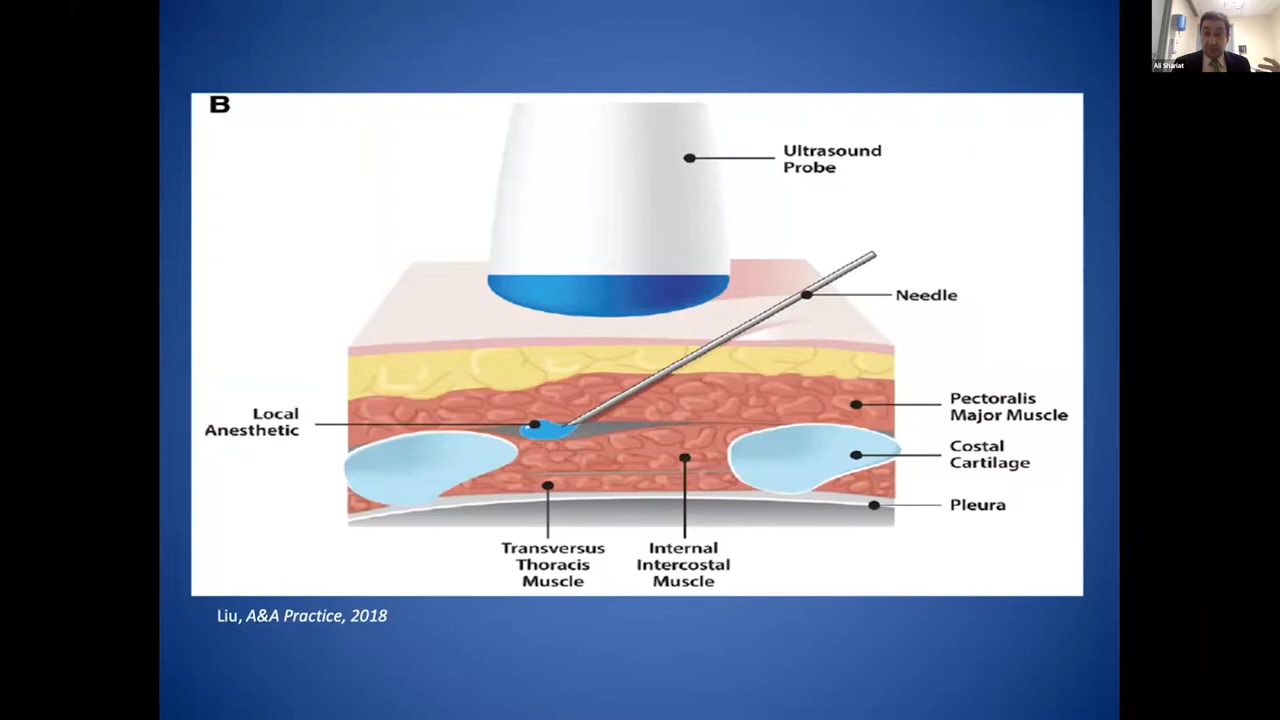 B
Ultrasound
Probe
Needle
Local
Anesthetic
Pectoralis
Major Muscle
Costal
Cartilage
Pleura
Transversus
Thoracis
Muscle
Internal
Intercostal
Muscle
Liu, A&A Practice, 2018
Ali Shariat